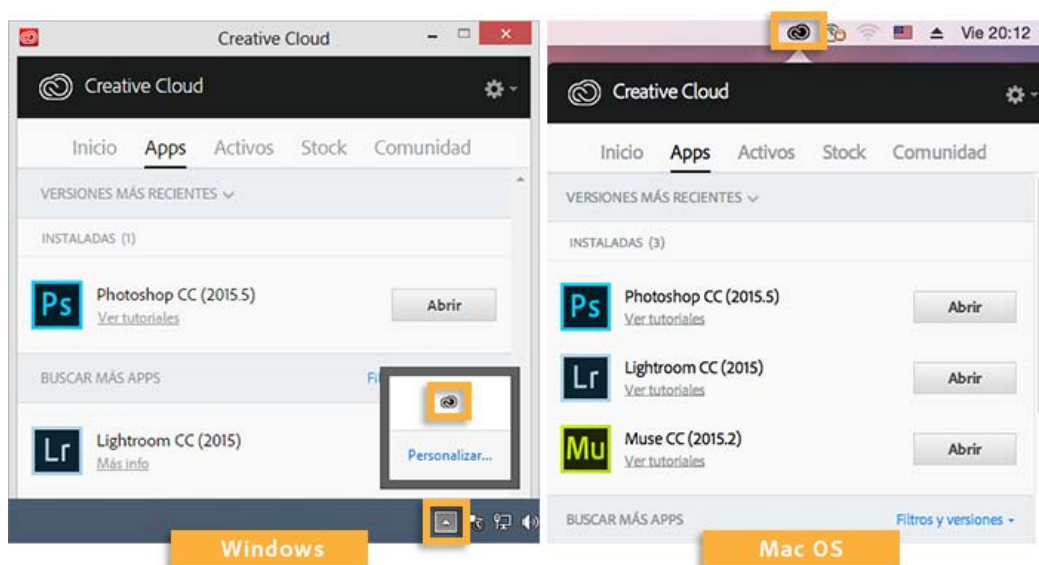 Creative Cloud
Creative Cloud
Inicio Apps Activos Stock Comunidad
VERSIONES MÁS RECIENTES
INSTALADAS (1)
Ps
Photoshop CC (2015.5)
Ver tutoriales
Abrir
BUSCAR MÁS APPS
Lr
Lightroom CC (2015)
Más info
Personalizar...
Windows
Vie 20:12
Creative Cloud
Inicio Apps Activos Stock Comunidad
VERSIONES MÁS RECIENTES
INSTALADAS (3)
Ps
Photoshop CC (2015.5)
Ver tutoriales
Abrir
Lr
Lightroom CC (2015)
Ver tutoriales
Abrir
Mu
Muse CC (2015.2)
Ver tutoriales
Abrir
BUSCAR MÁS APPS
Filtros y versiones
Mac OS